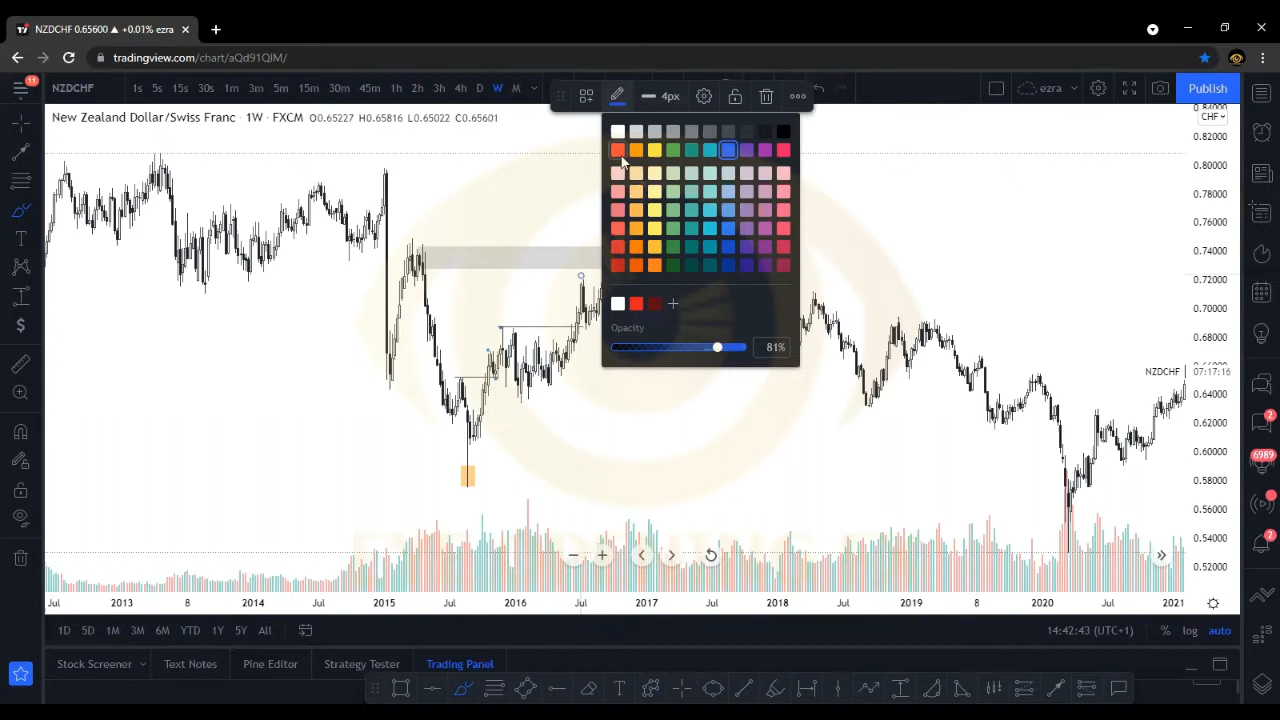 NZDCHF 0.65600 ▲ +0.01% ezra
tradingview.com/chart/aQd91QIM/
11
NZDCHF
1s 5s 15s 30s 1m 3m 5m 15m 30m 45m 1h 2h 3h 4h D W M
4px
ezra
Publish
New Zealand Dollar/Swiss Franc · 1W · FXCM O0.65227 H0.65816 L0.65022 C0.65601
CHF
0.82000
0.80000
0.78000
0.76000
0.74000
0.72000
0.70000
0.68000
NZDCHF 07:17:16
0.64000
0.62000
0.60000
0.58000
0.56000
0.54000
0.52000
Opacity
81%
2
6989
2
Jul 2013 8 2014 Jul 2015 Jul 2016 Jul 2017 Jul 2018 Jul 2019 8 2020 Jul 2021
1D 5D 1M 3M 6M YTD 1Y 5Y All
14:42:43 (UTC+1) % log auto
Stock Screener Text Notes Pine Editor Strategy Tester Trading Panel